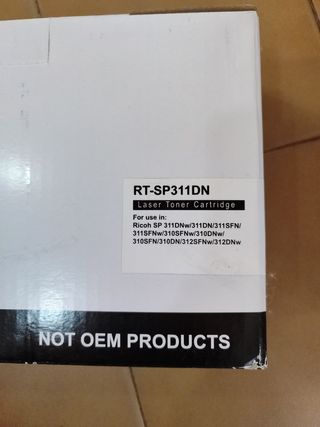 RT-SP311DN
Laser Toner Cartridge
For use in:
Ricoh SP 311DNw/311DN/311SFN/
311SFNw/310SFNw/310DNw/
310SFN/310DN/312SFNw/312DNw
NOT OEM PRODUCTS